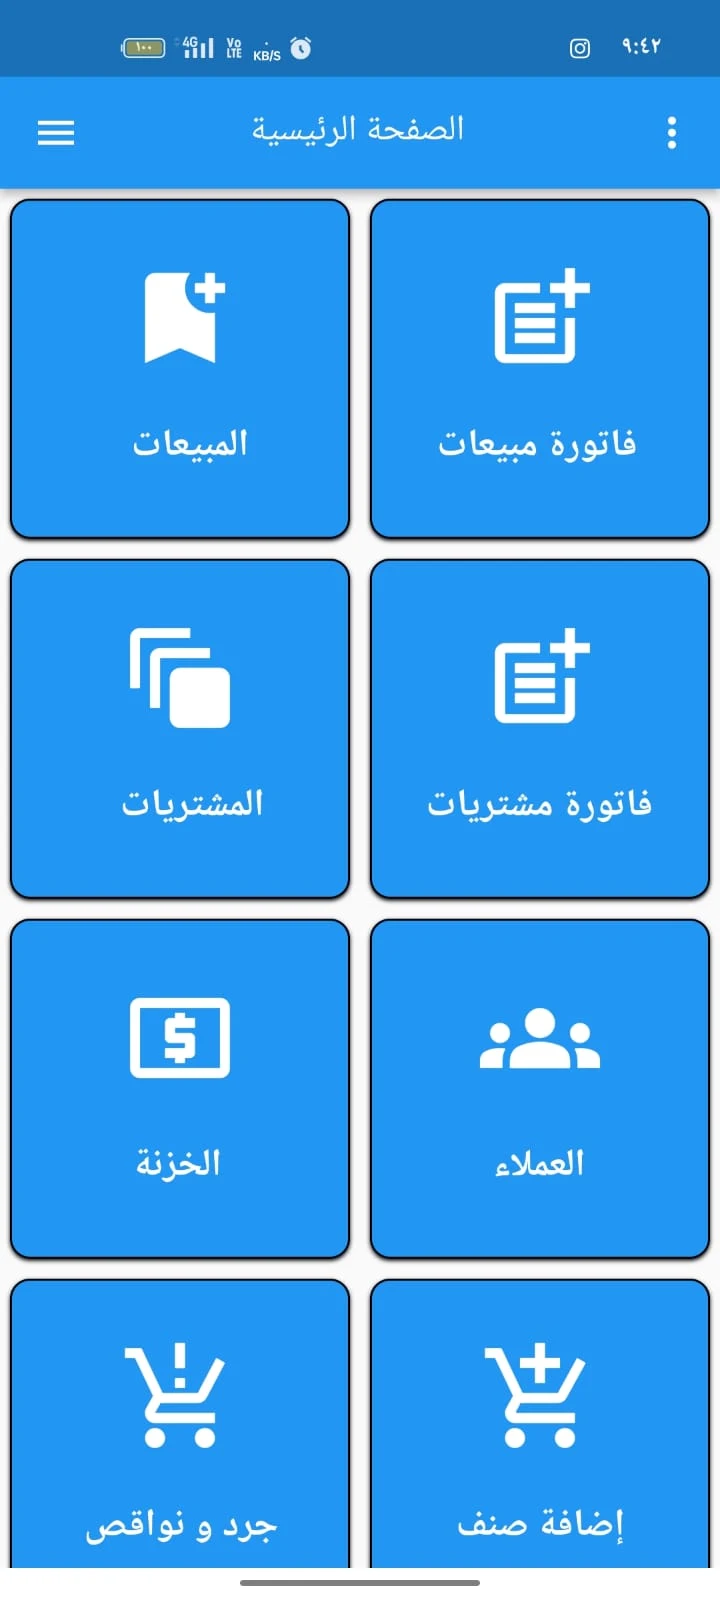 ٩:٤٢
Vo LTE
KB/S
4G
١٠٠
الصفحة الرئيسية
فاتورة مبيعات
المبيعات
فاتورة مشتريات
المشتريات
العملاء
الخزنة
إضافة صنف
جرد و نواقص